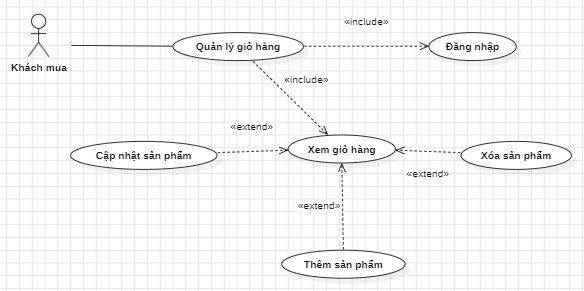 «include»
Quản lý giỏ hàng
Đăng nhập
Khách mua
«include»
«extend»
Cập nhật sản phẩm
Xem giỏ hàng
Xóa sản phẩm
«extend»
«extend»
Thêm sản phẩm